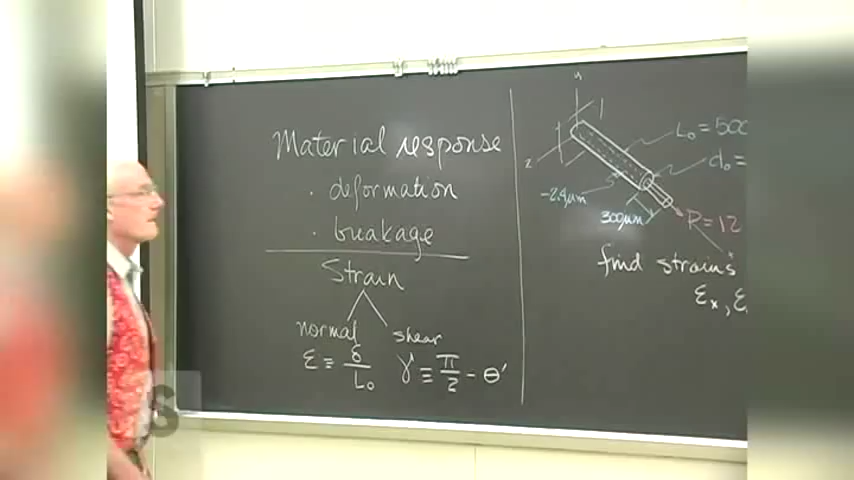 Material response
· deformation
· breakage
Strain
normal
shear
ε ≡ δ / L₀
γ ≡ π / 2 - θ'
y
z
x
L₀ = 500
d₀ =
-2.4μm
300μm
R = 12
find strains
εₓ, ε
S